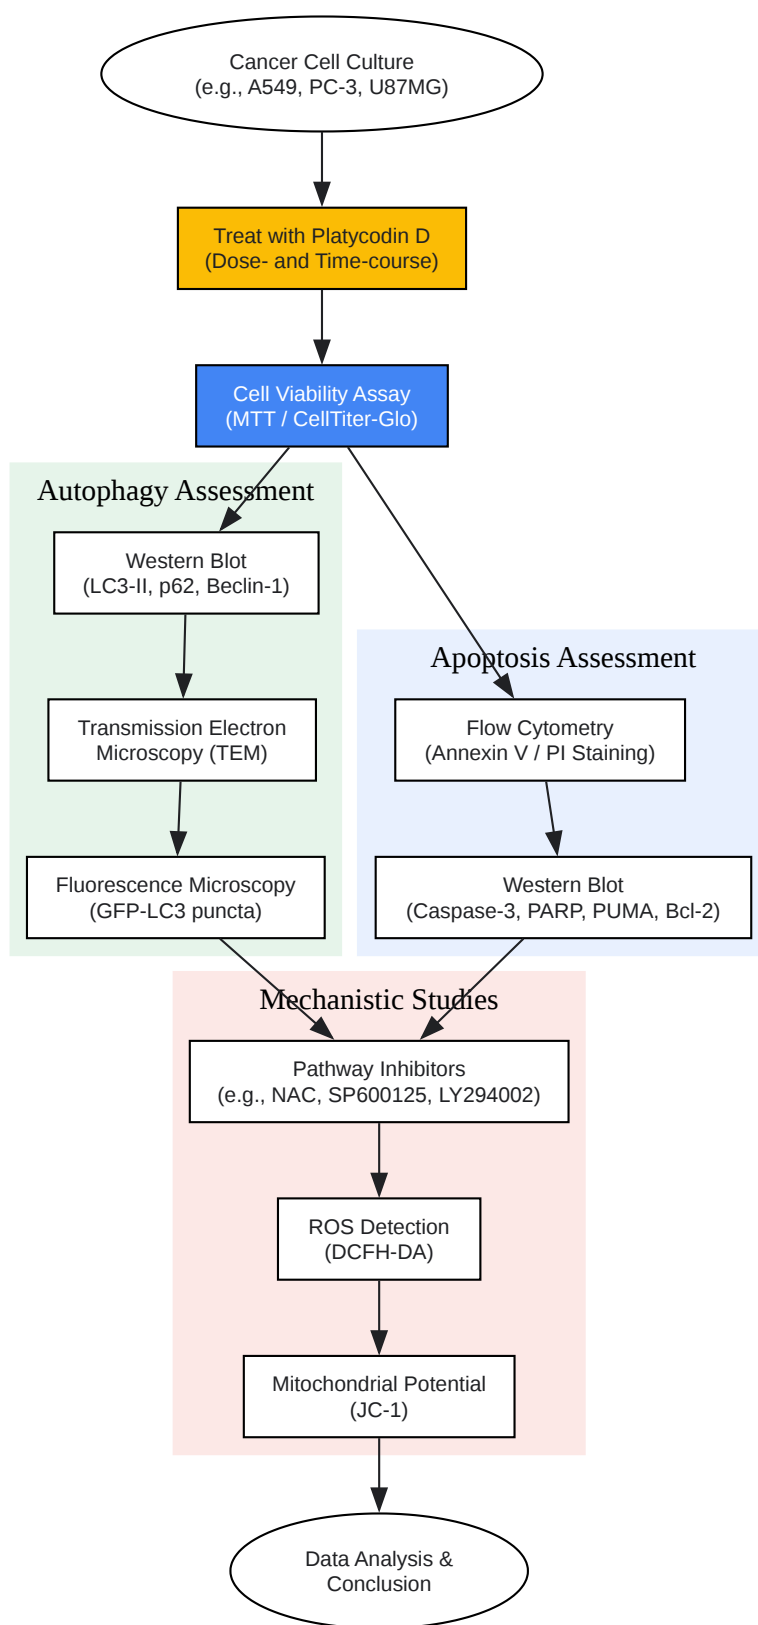 Cancer Cell Culture
(e.g., A549, PC-3, U87MG)
Treat with Platycodin D
(Dose- and Time-course)
Cell Viability Assay
(MTT / CellTiter-Glo)
Autophagy Assessment
Western Blot
(LC3-II, p62, Beclin-1)
Transmission Electron
Microscopy (TEM)
Fluorescence Microscopy
(GFP-LC3 puncta)
Apoptosis Assessment
Flow Cytometry
(Annexin V / PI Staining)
Western Blot
(Caspase-3, PARP, PUMA, Bcl-2)
Mechanistic Studies
Pathway Inhibitors
(e.g., NAC, SP600125, LY294002)
ROS Detection
(DCFH-DA)
Mitochondrial Potential
(JC-1)
Data Analysis &
Conclusion